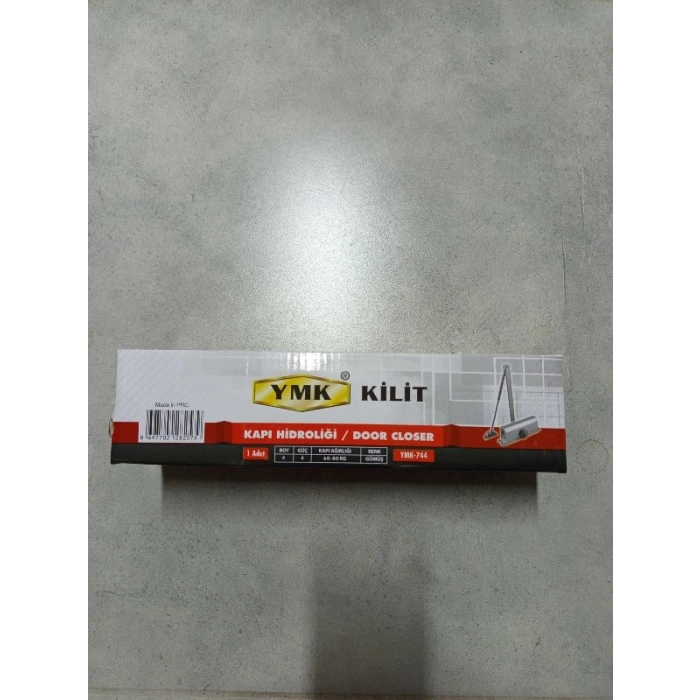 YMK ® KİLİT
Made In PRC.
KAPI HİDROLİĞİ / DOOR CLOSER
1 Adet
BOY GÜÇ KAPI AĞIRLIĞI RENK
4 4 60-80 KG GÜMÜŞ
YMK-744